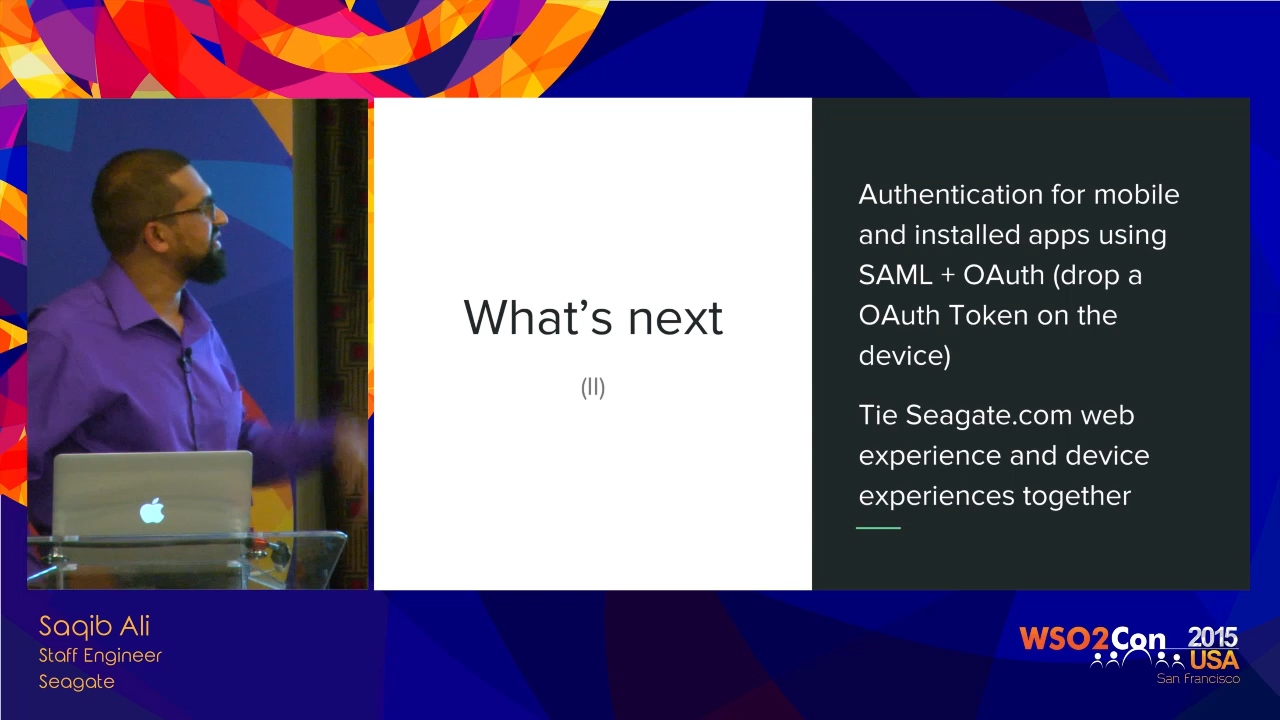 What's next
(II)
Authentication for mobile
and installed apps using
SAML + OAuth (drop a
OAuth Token on the
device)
Tie Seagate.com web
experience and device
experiences together
Saqib Ali
Staff Engineer
Seagate
WSO2Con 2015
USA
San Francisco